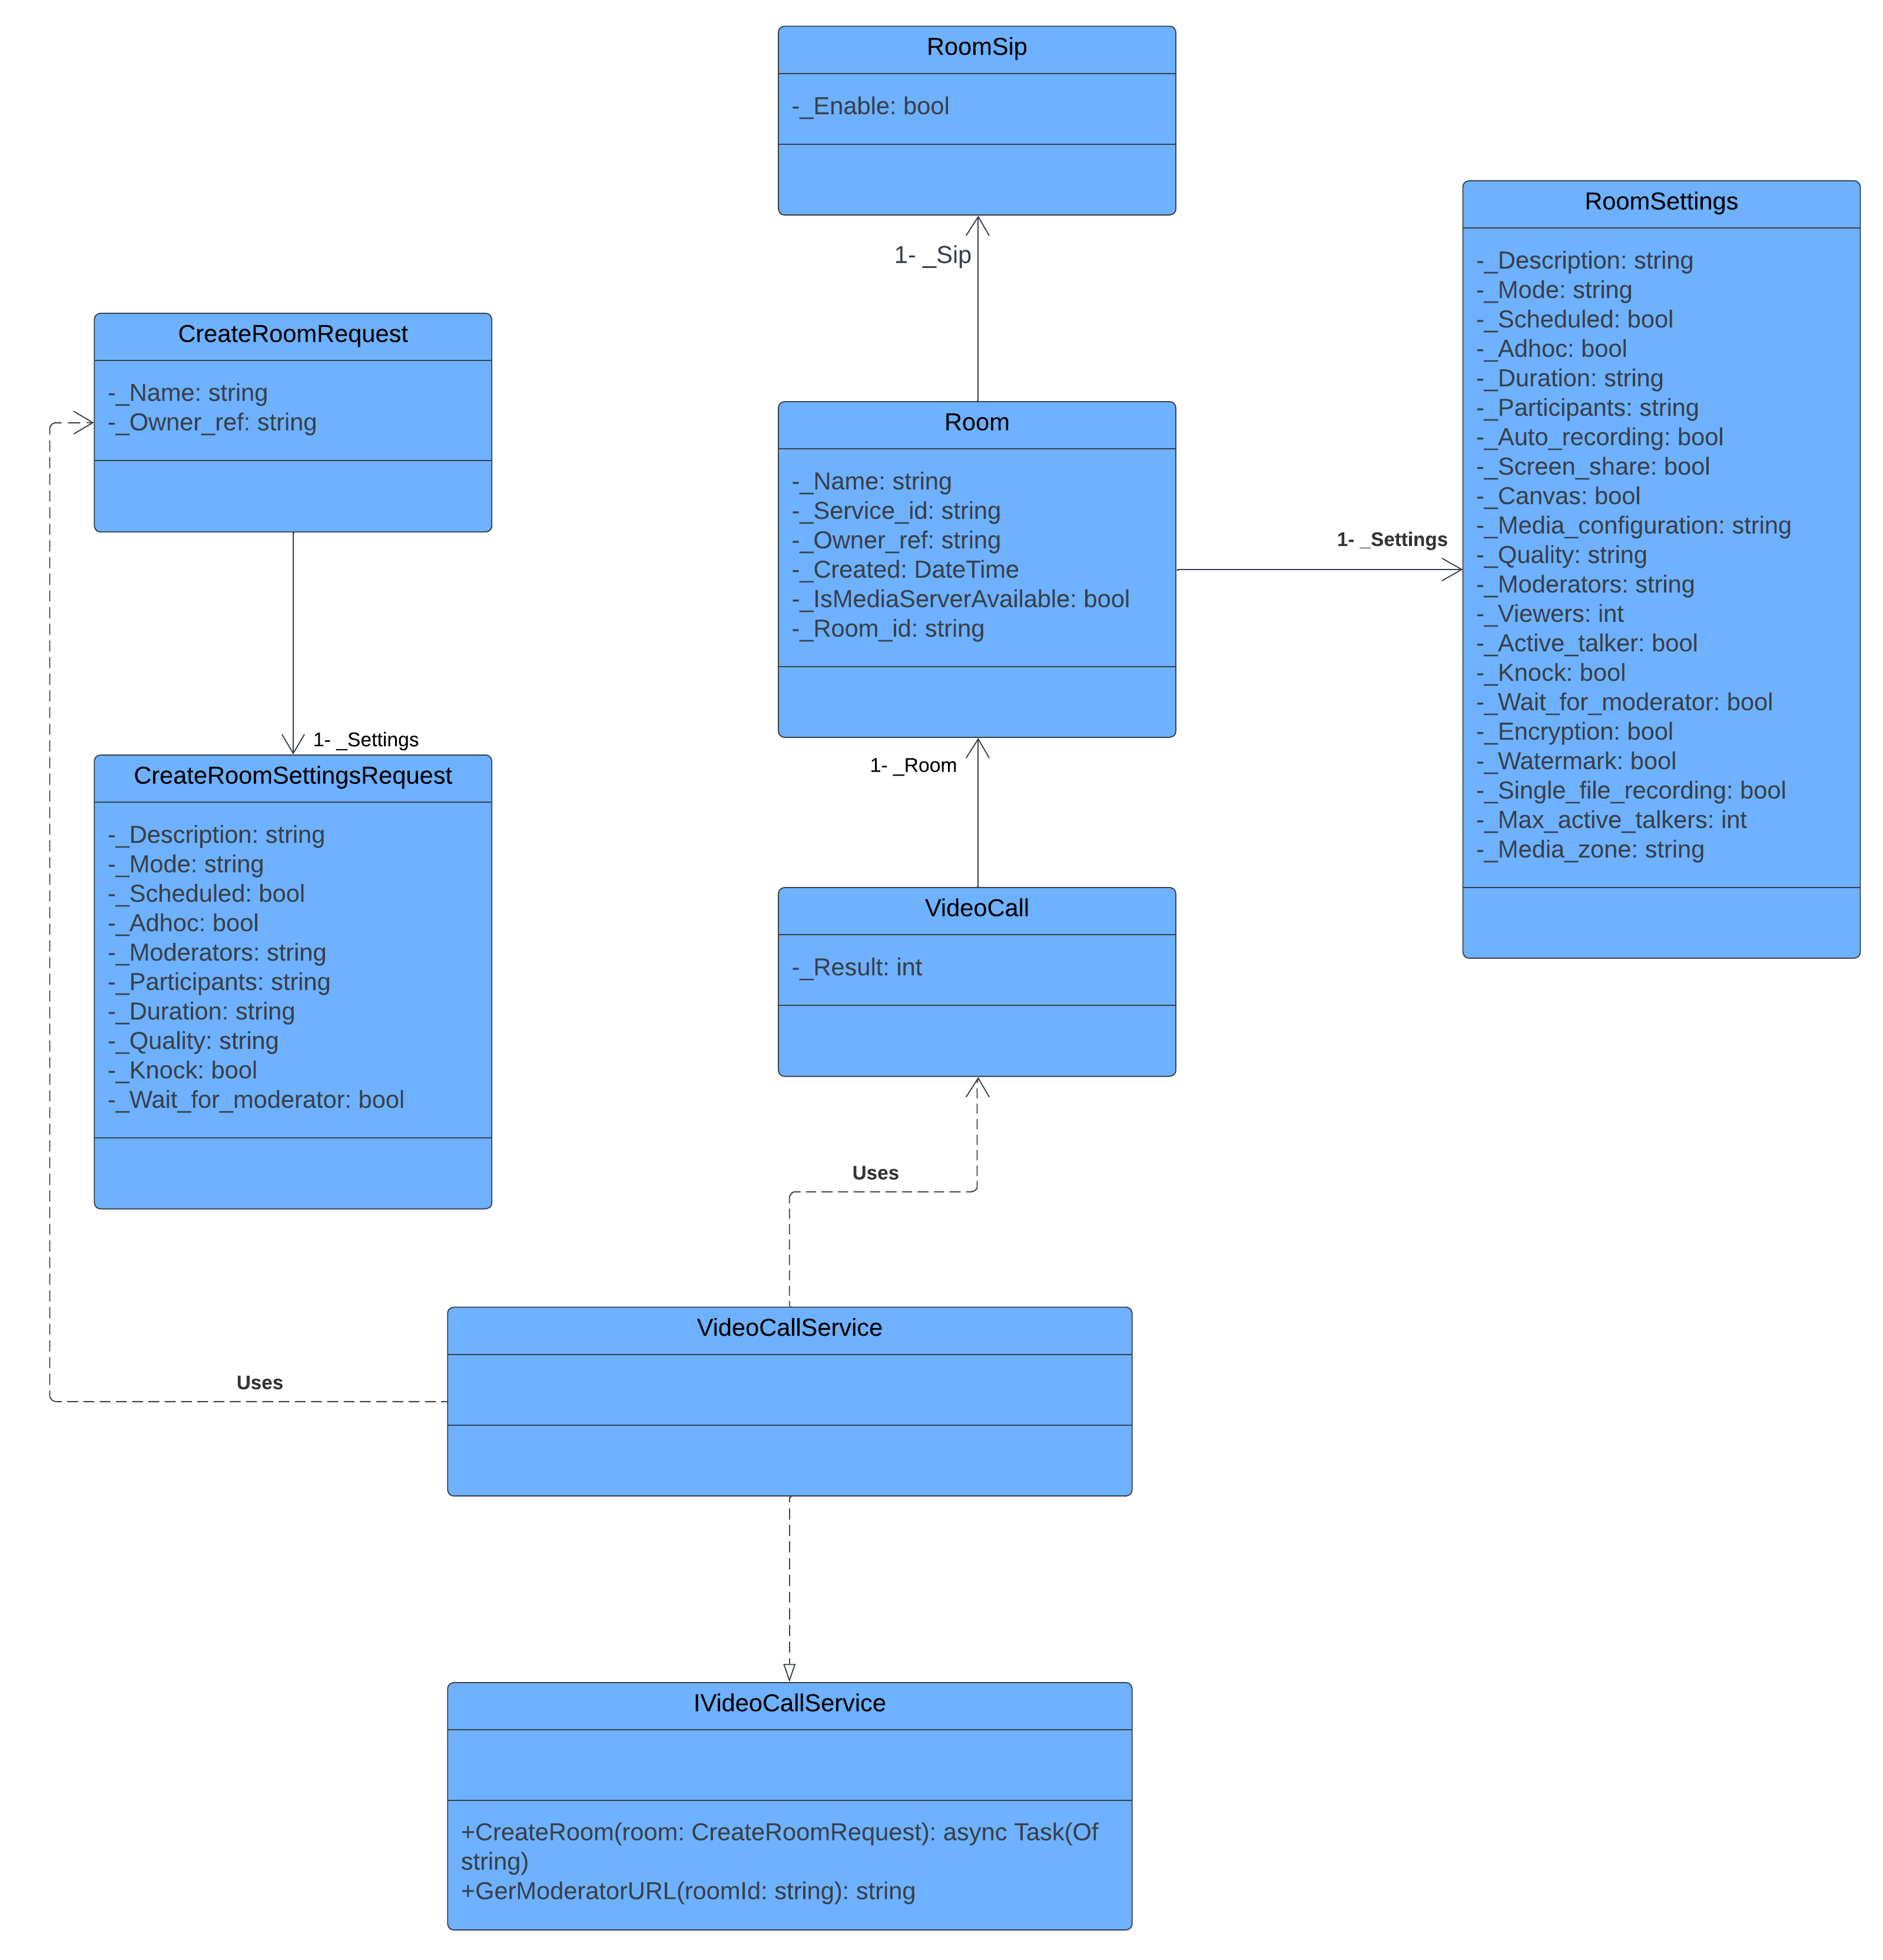 RoomSip
-_Enable: bool
1- _Sip
RoomSettings
-_Description: string
-_Mode: string
-_Scheduled: bool
-_Adhoc: bool
-_Duration: string
-_Participants: string
-_Auto_recording: bool
-_Screen_share: bool
-_Canvas: bool
-_Media_configuration: string
-_Quality: string
-_Moderators: string
-_Viewers: int
-_Active_talker: bool
-_Knock: bool
-_Wait_for_moderator: bool
-_Encryption: bool
-_Watermark: bool
-_Single_file_recording: bool
-_Max_active_talkers: int
-_Media_zone: string
CreateRoomRequest
-_Name: string
-_Owner_ref: string
Room
-_Name: string
-_Service_id: string
-_Owner_ref: string
-_Created: DateTime
-_IsMediaServerAvailable: bool
-_Room_id: string
1- _Settings
1- _Settings
1- _Room
CreateRoomSettingsRequest
-_Description: string
-_Mode: string
-_Scheduled: bool
-_Adhoc: bool
-_Moderators: string
-_Participants: string
-_Duration: string
-_Quality: string
-_Knock: bool
-_Wait_for_moderator: bool
VideoCall
-_Result: int
Uses
VideoCallService
Uses
IVideoCallService
+CreateRoom(room: CreateRoomRequest): async Task(Of
string)
+GerModeratorURL(roomId: string): string